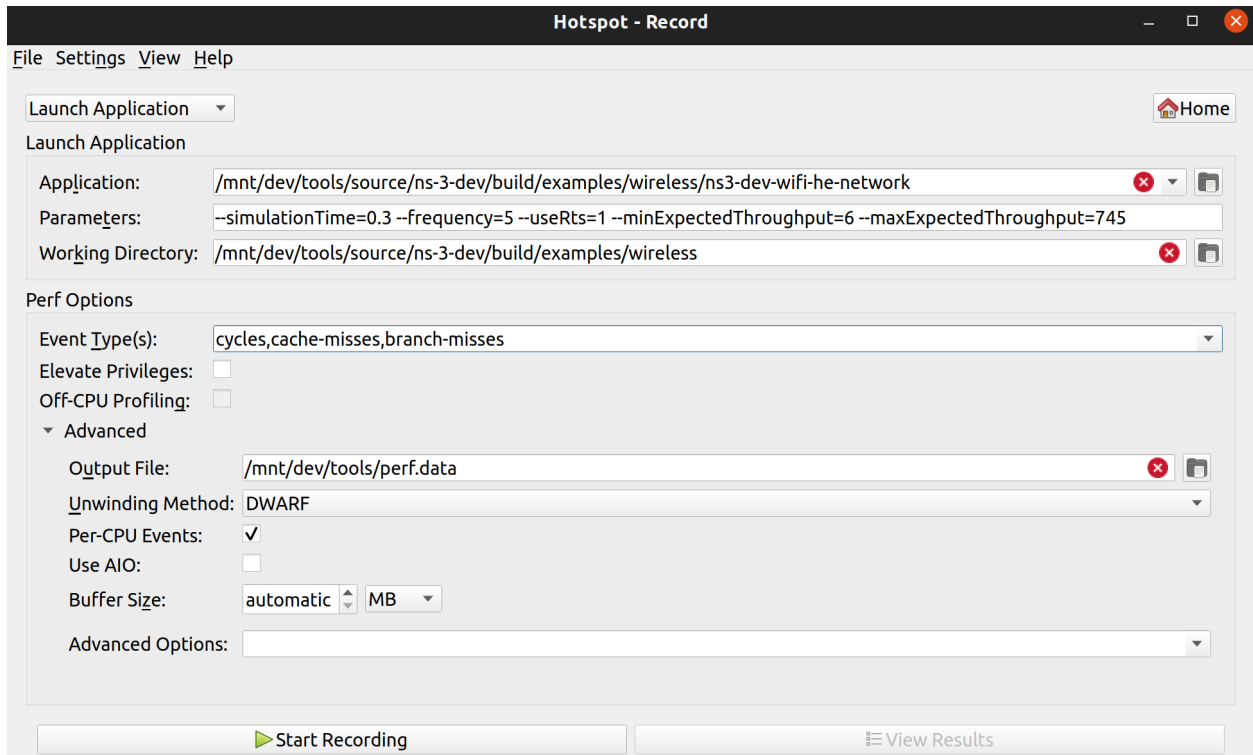 Hotspot - Record
File Settings View Help
Launch Application
Home
Launch Application
Application: /mnt/dev/tools/source/ns-3-dev/build/examples/wireless/ns3-dev-wifi-he-network
Parameters: --simulationTime=0.3 --frequency=5 --useRts=1 --minExpectedThroughput=6 --maxExpectedThroughput=745
Working Directory: /mnt/dev/tools/source/ns-3-dev/build/examples/wireless
Perf Options
Event Type(s): cycles,cache-misses,branch-misses
Elevate Privileges:
Off-CPU Profiling:
Advanced
Output File: /mnt/dev/tools/perf.data
Unwinding Method: DWARF
Per-CPU Events:
Use AIO:
Buffer Size: automatic MB
Advanced Options:
Start Recording View Results